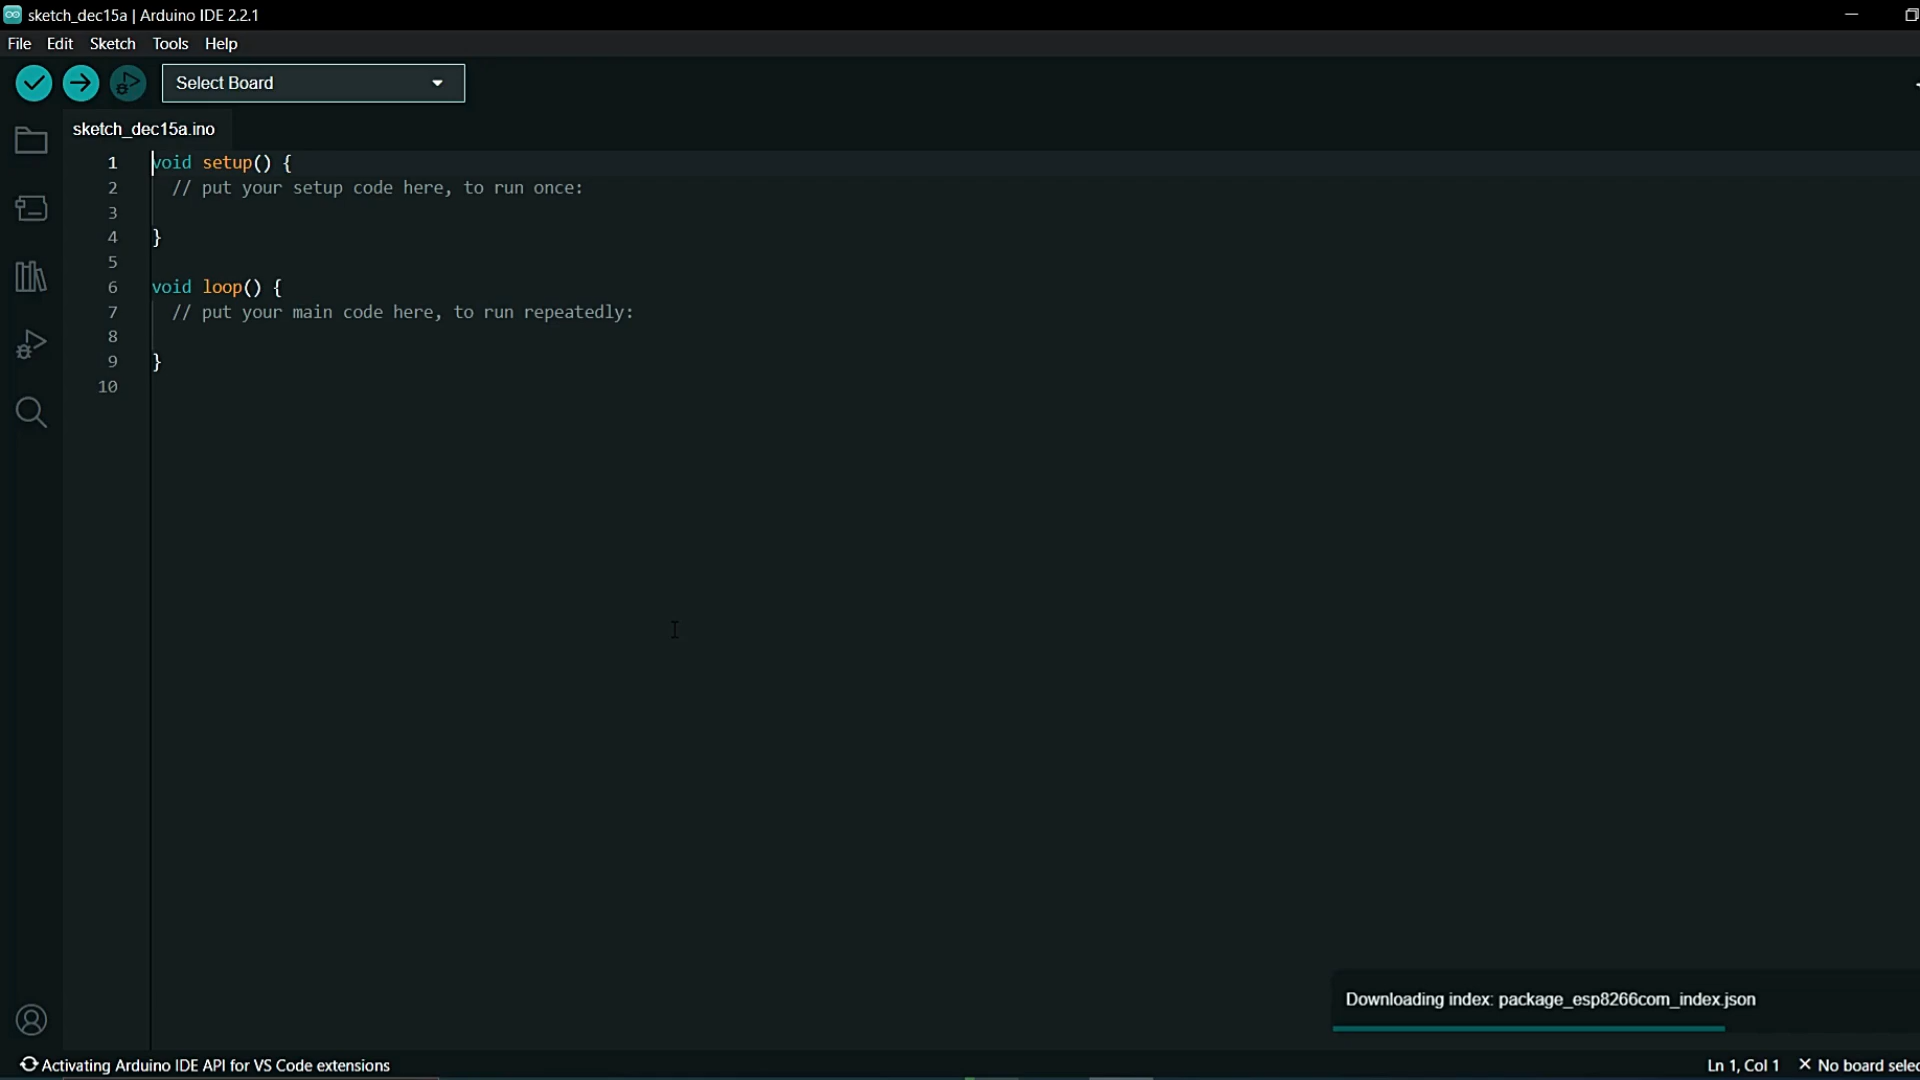 sketch_dec15a | Arduino IDE 2.2.1
File Edit Sketch Tools Help
Select Board
sketch_dec15a.ino
1 void setup() {
2 // put your setup code here, to run once:
3
4 }
5
6 void loop() {
7 // put your main code here, to run repeatedly:
8
9 }
10
Downloading index: package_esp8266com_index.json
Activating Arduino IDE API for VS Code extensions
Ln 1, Col 1 No board selec